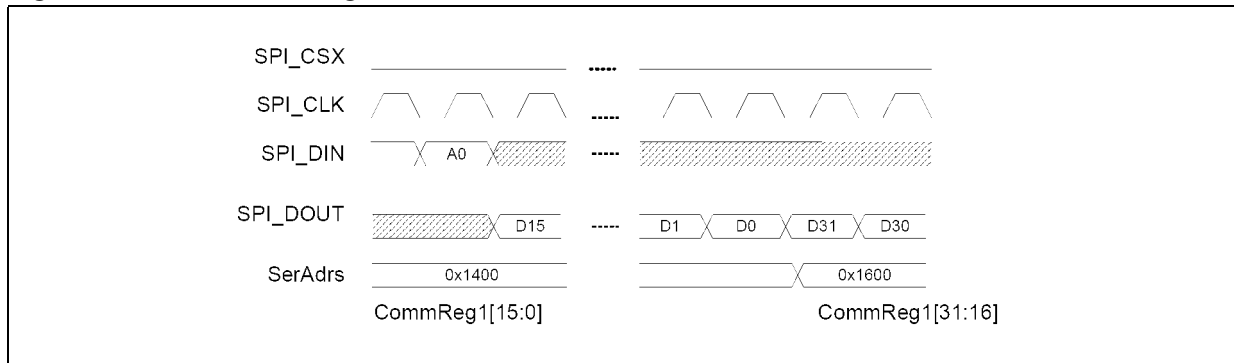 SPI_CSX
.....
SPI_CLK
.....
SPI_DIN A0 .....
SPI_DOUT D15 ..... D1 D0 D31 D30
SerAdrs 0x1400 0x1600
CommReg1[15:0] CommReg1[31:16]